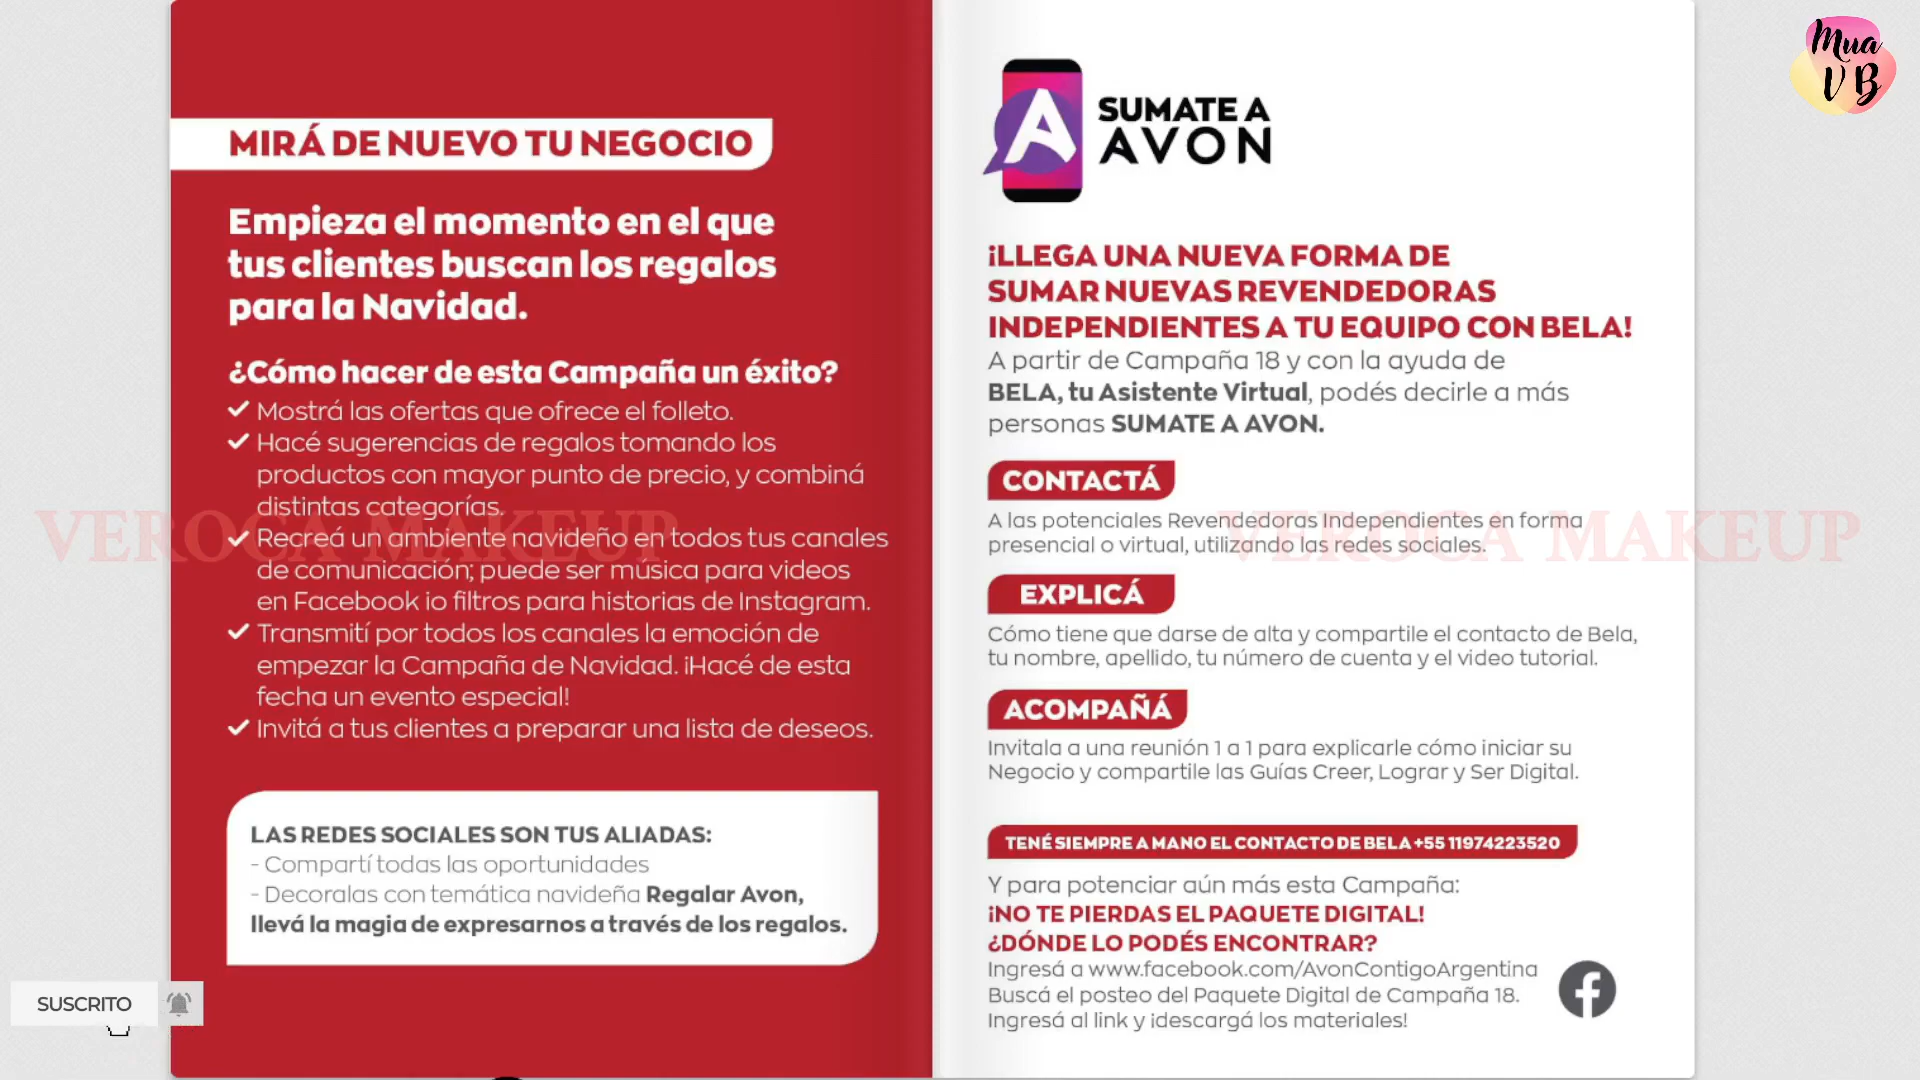 MIRÁ DE NUEVO TU NEGOCIO
Empieza el momento en el que
tus clientes buscan los regalos
para la Navidad.
¿Cómo hacer de esta Campaña un éxito?
Mostrá las ofertas que ofrece el folleto.
Hacé sugerencias de regalos tomando los
productos con mayor punto de precio, y combiná
distintas categorías.
Recreá un ambiente navideño en todos tus canales
de comunicación; puede ser música para videos
en Facebook io filtros para historias de Instagram.
Transmití por todos los canales la emoción de
empezar la Campaña de Navidad. ¡Hacé de esta
fecha un evento especial!
Invitá a tus clientes a preparar una lista de deseos.
LAS REDES SOCIALES SON TUS ALIADAS:
- Compartí todas las oportunidades
- Decoralas con temática navideña Regalar Avon,
llevá la magia de expresarnos a través de los regalos.
VEROCA MAKEUP
SUSCRITO
A
SUMATE A
AVON
¡LLEGA UNA NUEVA FORMA DE
SUMAR NUEVAS REVENDEDORAS
INDEPENDIENTES A TU EQUIPO CON BELA!
A partir de Campaña 18 y con la ayuda de
BELA, tu Asistente Virtual, podés decirle a más
personas SUMATE A AVON.
CONTACTÁ
A las potenciales Revendedoras Independientes en forma
presencial o virtual, utilizando las redes sociales.
EXPLICÁ
Cómo tiene que darse de alta y compartile el contacto de Bela,
tu nombre, apellido, tu número de cuenta y el video tutorial.
ACOMPAÑÁ
Invitala a una reunión 1 a 1 para explicarle cómo iniciar su
Negocio y compartile las Guías Creer, Lograr y Ser Digital.
TENÉ SIEMPRE A MANO EL CONTACTO DE BELA +55 11974223520
Y para potenciar aún más esta Campaña:
¡NO TE PIERDAS EL PAQUETE DIGITAL!
¿DÓNDE LO PODÉS ENCONTRAR?
Ingresá a www.facebook.com/AvonContigoArgentina
Buscá el posteo del Paquete Digital de Campaña 18.
Ingresá al link y ¡descargá los materiales!
f
VEROCA MAKEUP
Mua
VB